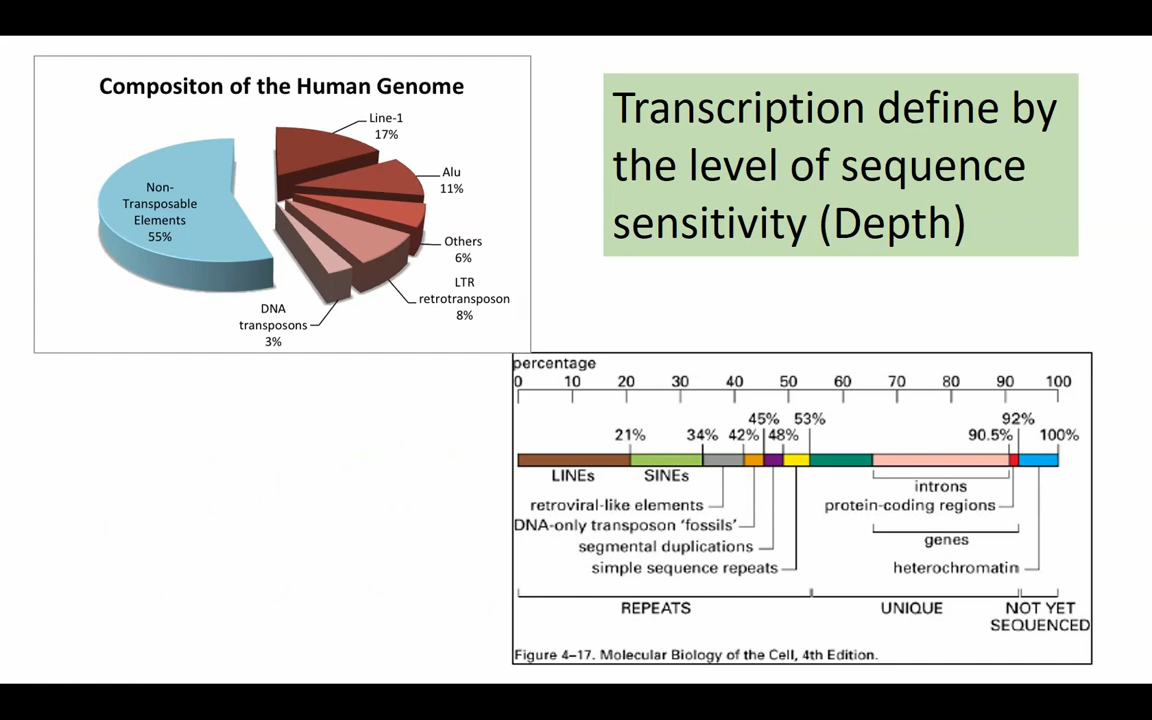 Compositon of the Human Genome
Line-1
17%
Alu
11%
Others
6%
LTR
retrotransposon
8%
DNA
transposons
3%
Non-
Transposable
Elements
55%
Transcription define by
the level of sequence
sensitivity (Depth)
percentage
0 10 20 30 40 50 60 70 80 90 100
45% 53% 92%
21% 34% 42% 48% 90.5% 100%
LINEs SINEs
introns
retroviral-like elements protein-coding regions
DNA-only transposon ‘fossils’
genes
segmental duplications
simple sequence repeats heterochromatin
REPEATS UNIQUE NOT YET
SEQUENCED
Figure 4–17. Molecular Biology of the Cell, 4th Edition.